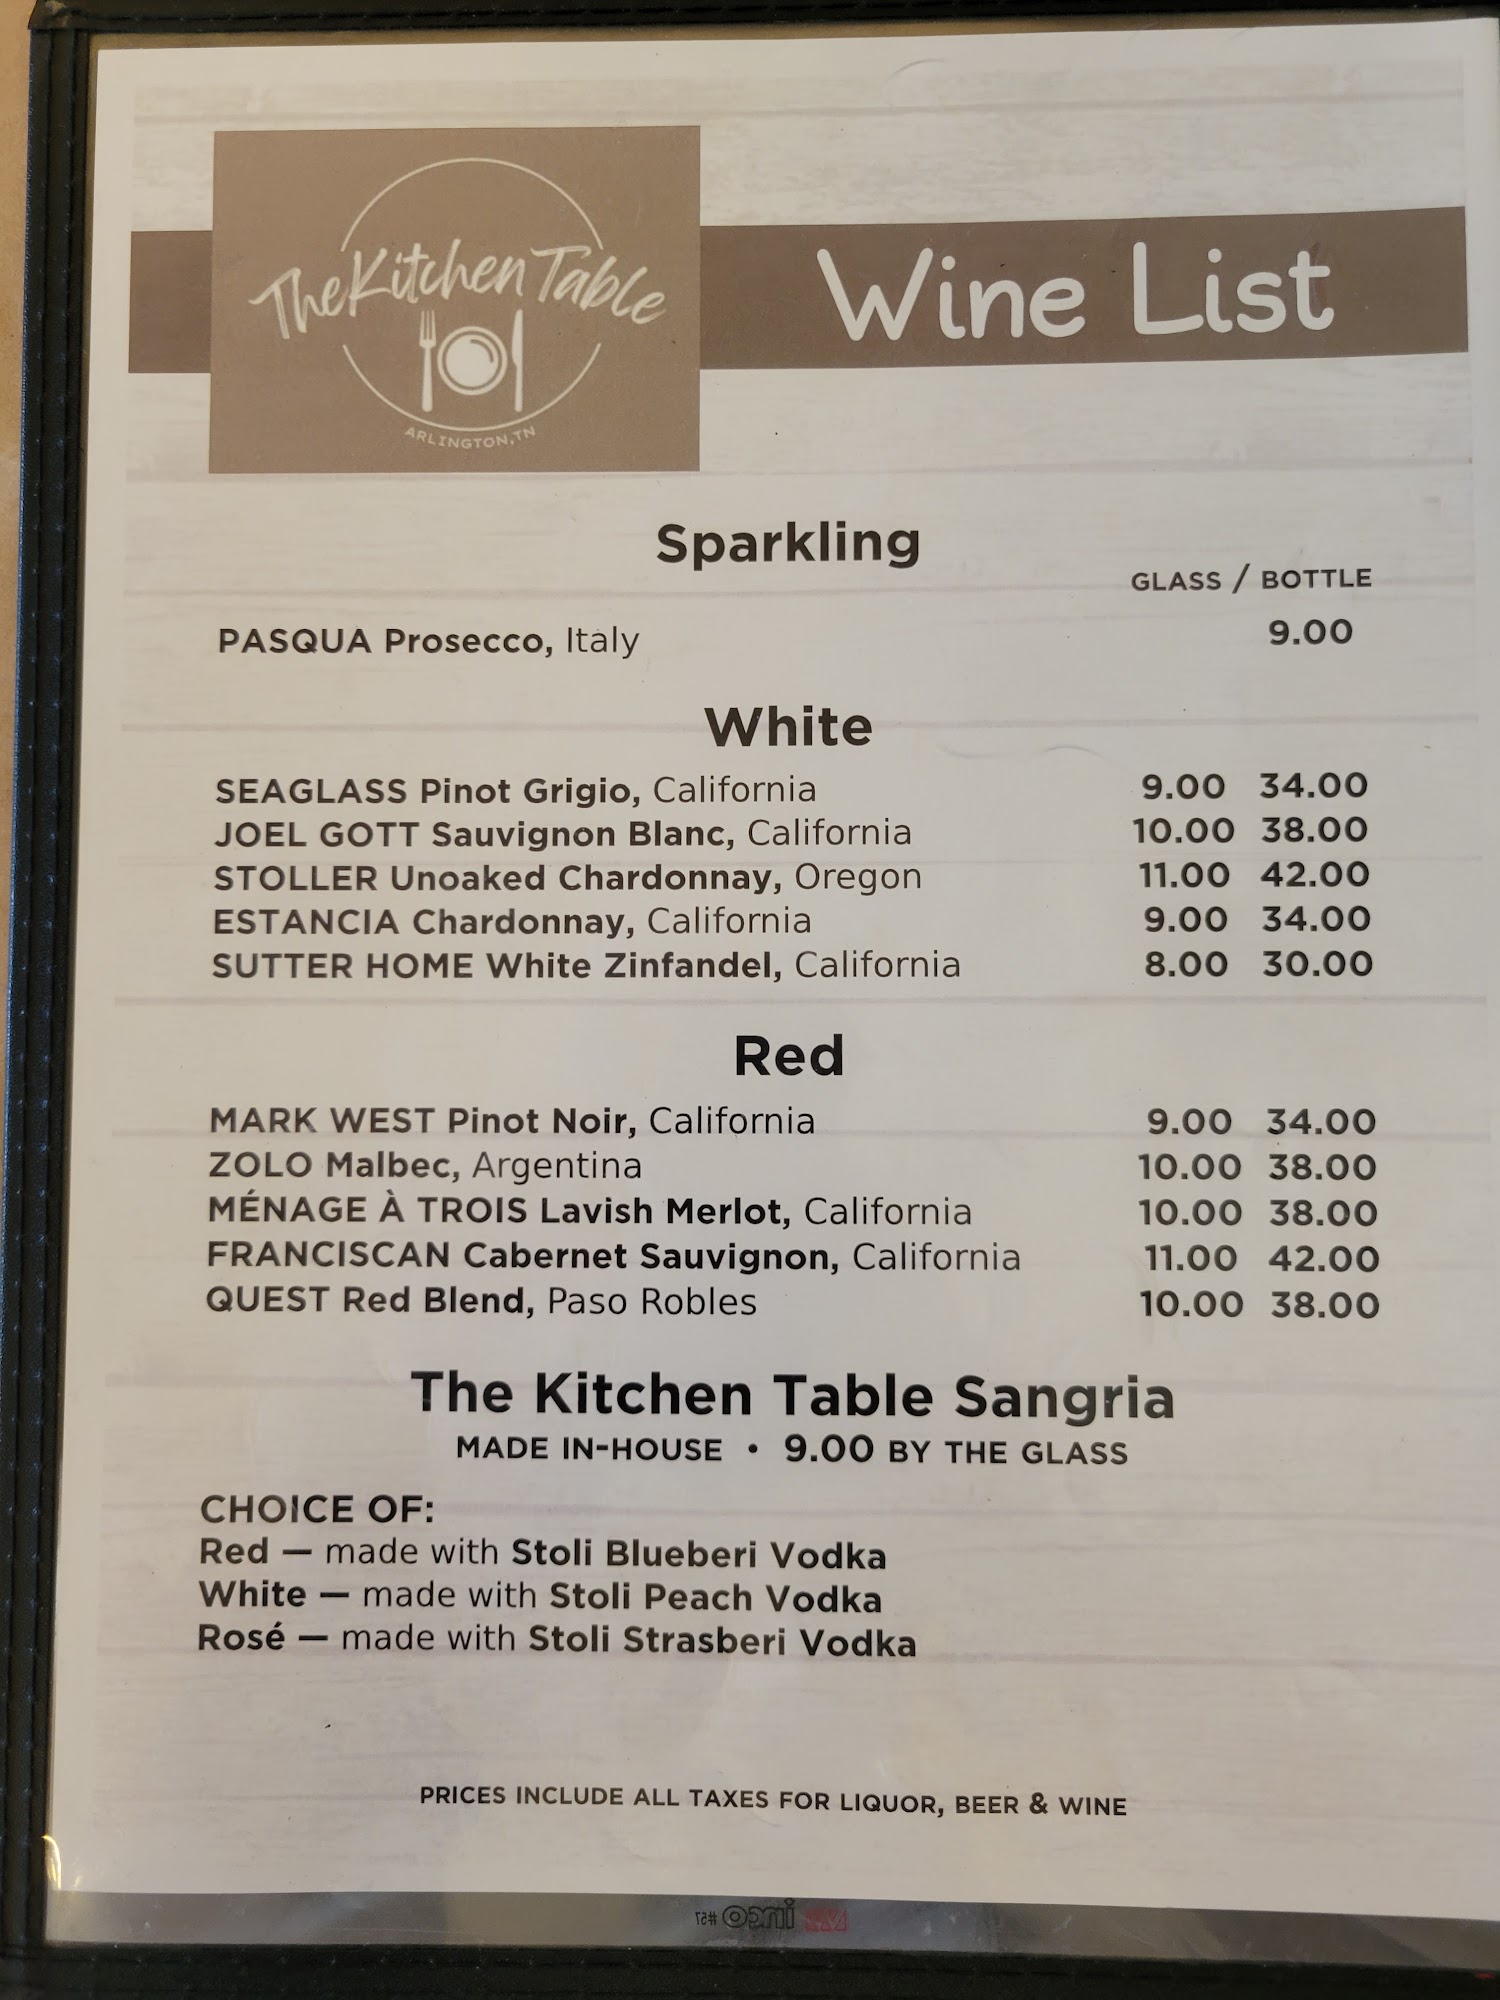 The Kitchen Table
ARLINGTON, TN
Wine List
Sparkling
GLASS / BOTTLE
PASQUA Prosecco, Italy 9.00
White
SEAGLASS Pinot Grigio, California 9.00 34.00
JOEL GOTT Sauvignon Blanc, California 10.00 38.00
STOLLER Unoaked Chardonnay, Oregon 11.00 42.00
ESTANCIA Chardonnay, California 9.00 34.00
SUTTER HOME White Zinfandel, California 8.00 30.00
Red
MARK WEST Pinot Noir, California 9.00 34.00
ZOLO Malbec, Argentina 10.00 38.00
MÉNAGE À TROIS Lavish Merlot, California 10.00 38.00
FRANCISCAN Cabernet Sauvignon, California 11.00 42.00
QUEST Red Blend, Paso Robles 10.00 38.00
The Kitchen Table Sangria
MADE IN-HOUSE • 9.00 BY THE GLASS
CHOICE OF:
Red — made with Stoli Blueberi Vodka
White — made with Stoli Peach Vodka
Rosé — made with Stoli Strasberi Vodka
PRICES INCLUDE ALL TAXES FOR LIQUOR, BEER & WINE